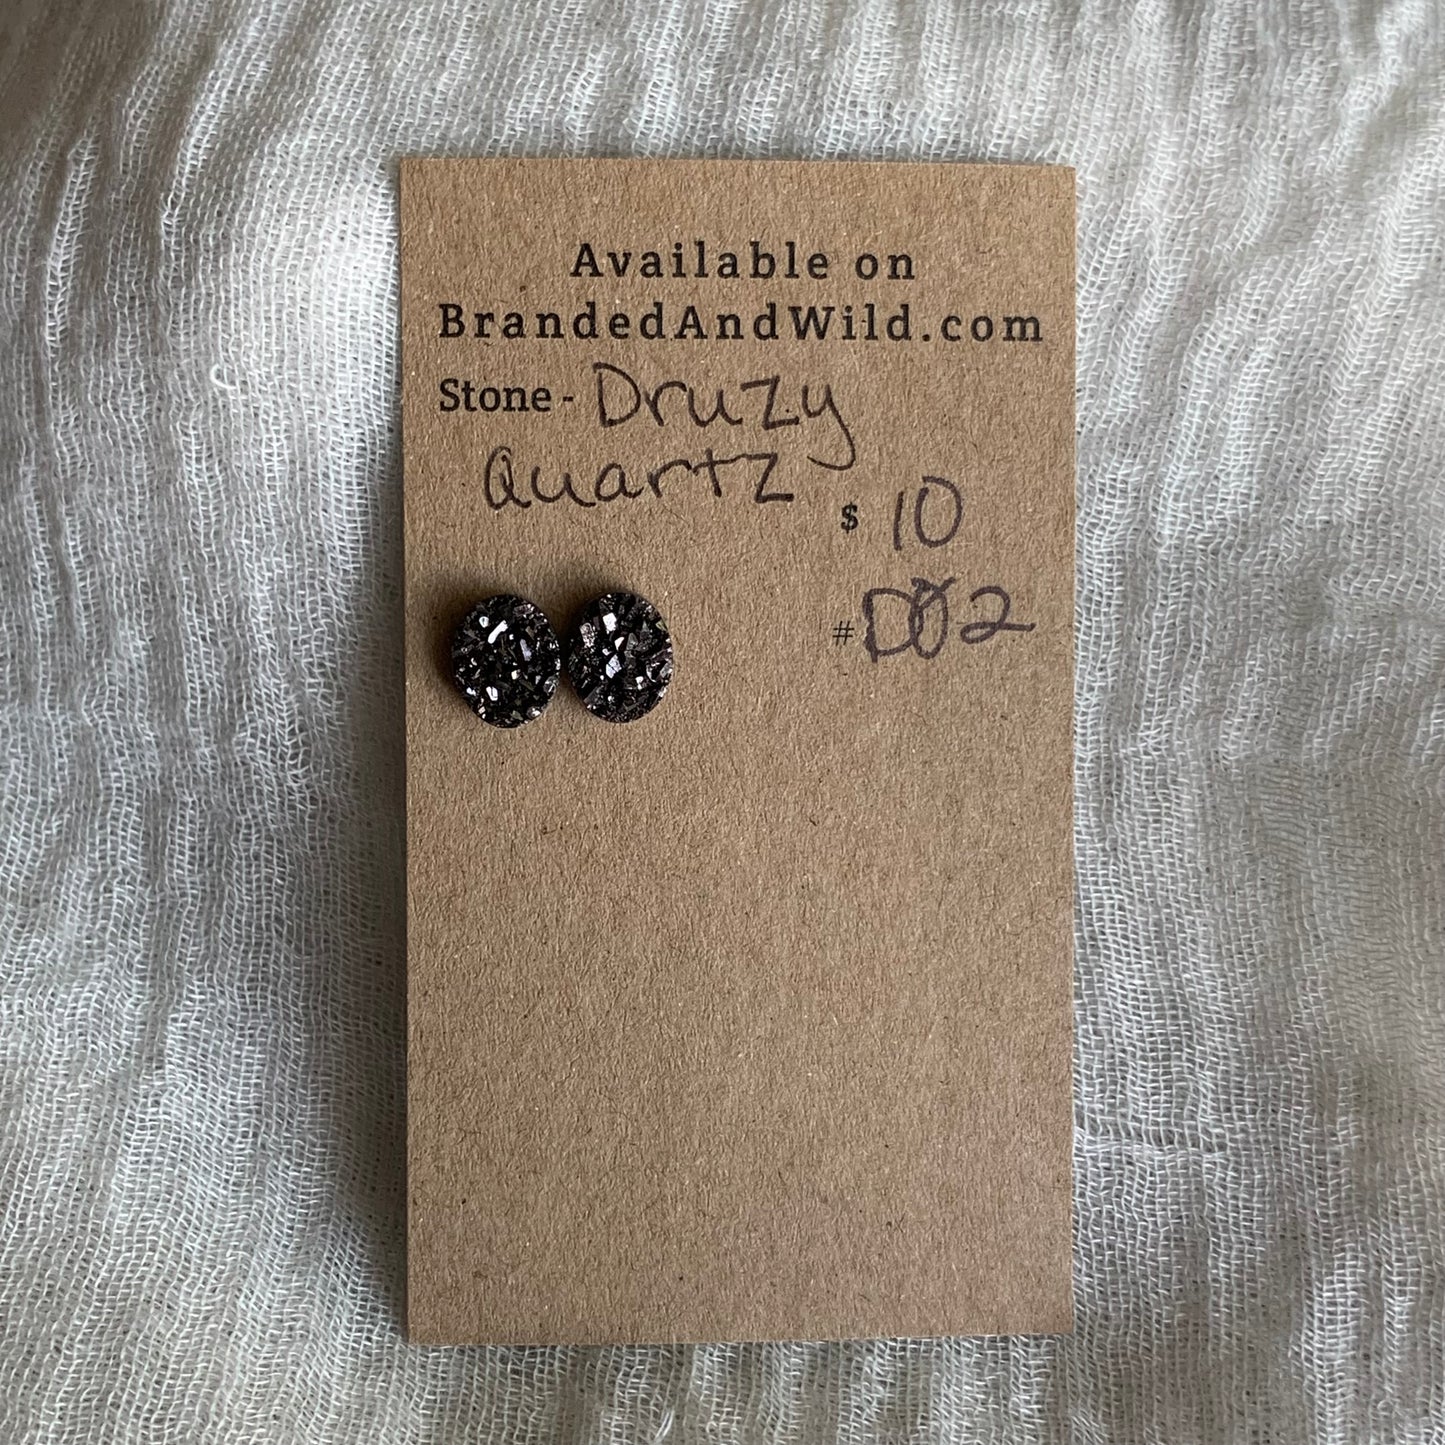 Available on
BrandedAndWild.com
Stone - Druzy
Quartz
$ 10
#D02